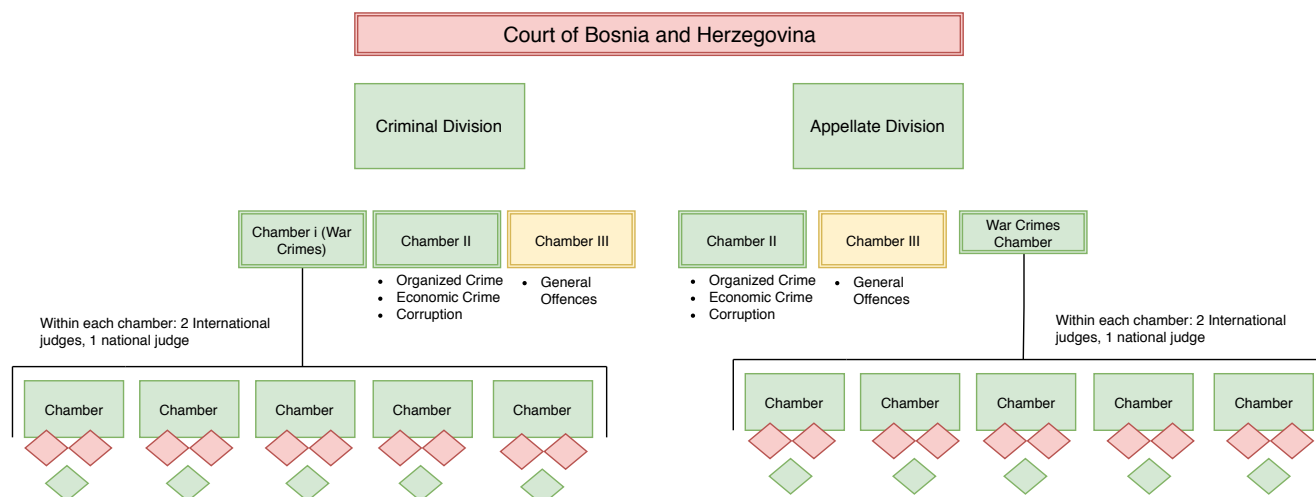 Court of Bosnia and Herzegovina
Criminal Division
Appellate Division
Chamber i (War
Crimes)
Chamber II
Chamber III
Chamber II
Chamber III
War Crimes
Chamber
• Organized Crime
• Economic Crime
• Corruption
• General
Offences
• Organized Crime
• Economic Crime
• Corruption
• General
Offences
Within each chamber: 2 International
judges, 1 national judge
Within each chamber: 2 International
judges, 1 national judge
Chamber
Chamber
Chamber
Chamber
Chamber
Chamber
Chamber
Chamber
Chamber
Chamber